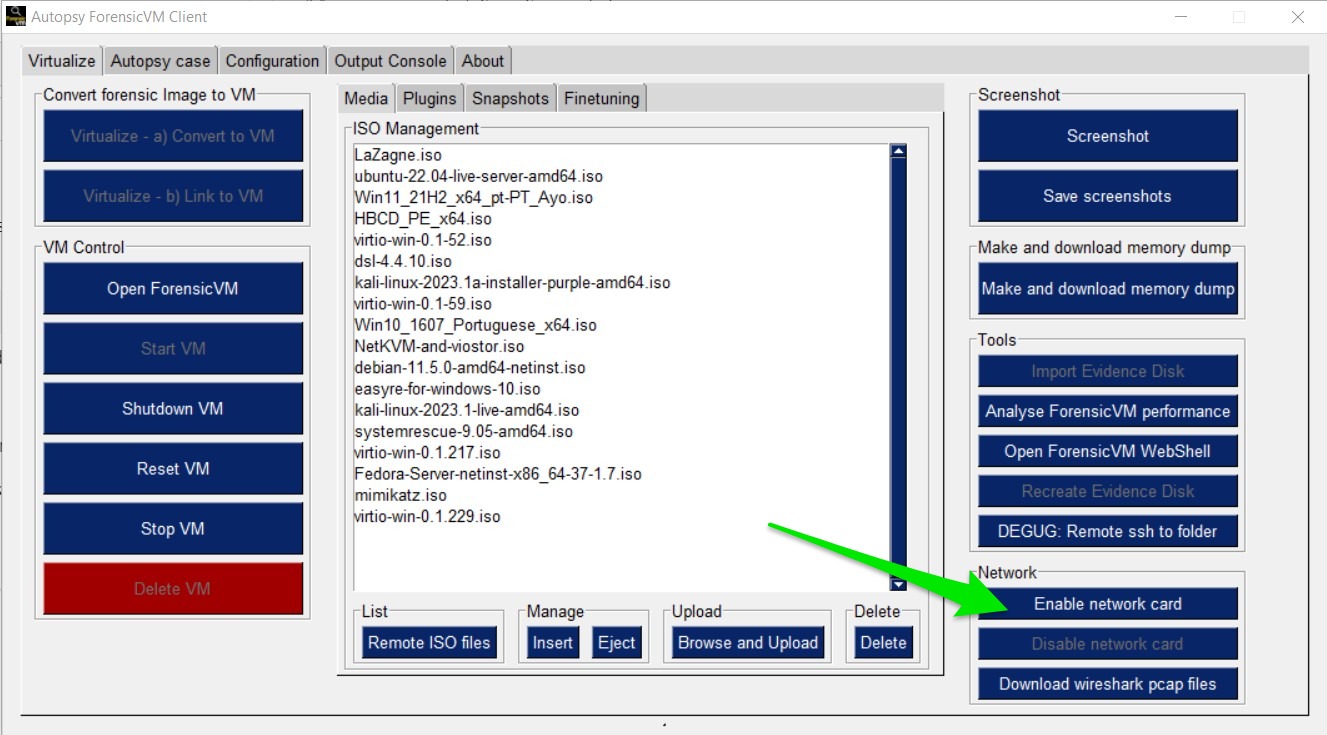 Autopsy ForensicVM Client
Virtualize Autopsy case Configuration Output Console About
Convert forensic Image to VM
Virtualize - a) Convert to VM
Virtualize - b) Link to VM
VM Control
Open ForensicVM
Start VM
Shutdown VM
Reset VM
Stop VM
Delete VM
Media Plugins Snapshots Finetuning
ISO Management
LaZagne.iso
ubuntu-22.04-live-server-amd64.iso
Win11_21H2_x64_pt-PT_Ayo.iso
HBCD_PE_x64.iso
virtio-win-0.1-52.iso
dsl-4.4.10.iso
kali-linux-2023.1a-installer-purple-amd64.iso
virtio-win-0.1-59.iso
Win10_1607_Portuguese_x64.iso
NetKVM-and-viostor.iso
debian-11.5.0-amd64-netinst.iso
easyre-for-windows-10.iso
kali-linux-2023.1-live-amd64.iso
systemrescue-9.05-amd64.iso
virtio-win-0.1.217.iso
Fedora-Server-netinst-x86_64-37-1.7.iso
mimikatz.iso
virtio-win-0.1.229.iso
List
Remote ISO files
Manage
Insert Eject
Upload
Browse and Upload
Delete
Delete
Screenshot
Screenshot
Save screenshots
Make and download memory dump
Make and download memory dump
Tools
Import Evidence Disk
Analyse ForensicVM performance
Open ForensicVM WebShell
Recreate Evidence Disk
DEGUG: Remote ssh to folder
Network
Enable network card
Disable network card
Download wireshark pcap files